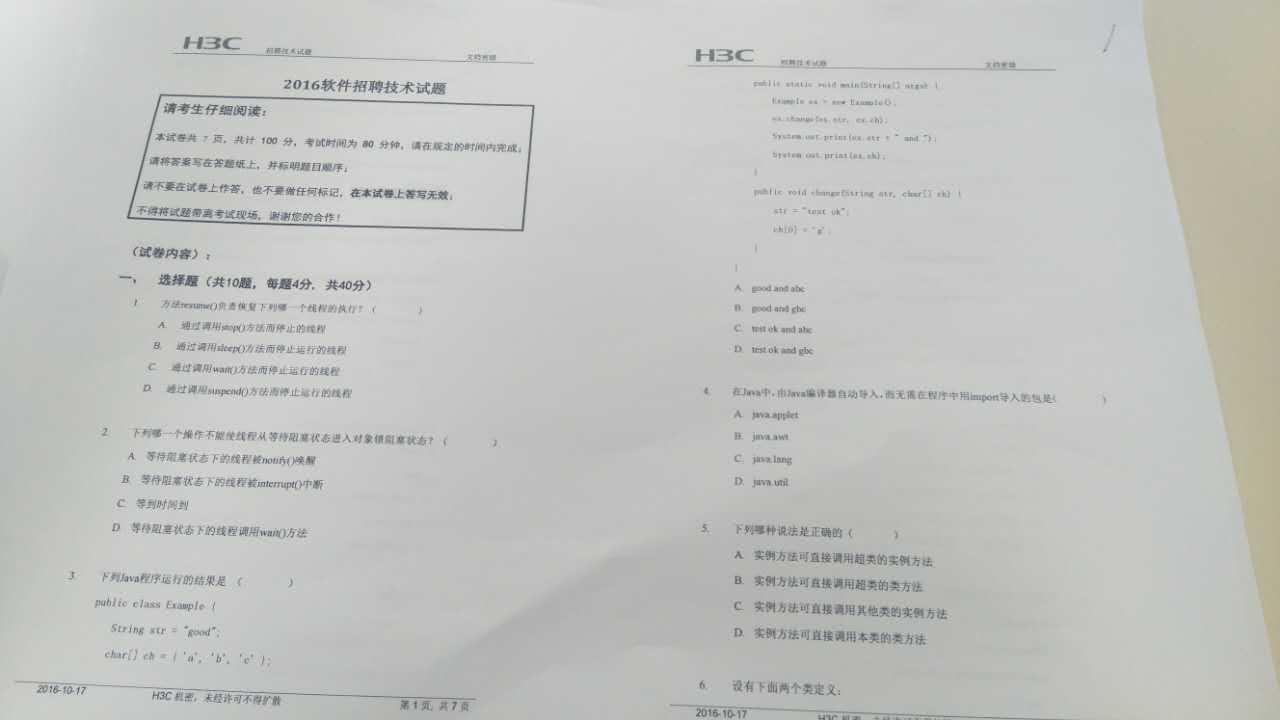 H3C 招聘技术试题 文档密级
2016软件招聘技术试题
请考生仔细阅读：
本试卷共 7 页，共计 100 分，考试时间为 80 分钟，请在规定的时间内完成；
请将答案写在答题纸上，并标明题目顺序；
请不要在试卷上作答，也不要做任何标记，在本试卷上答写无效；
不得将试题带离考试现场，谢谢您的合作！
（试卷内容）：
一、 选择题（共10题，每题4分，共40分）
1. 方法resume()负责恢复下列哪一个线程的执行？（ ）
A. 通过调用stop()方法而停止的线程
B. 通过调用sleep()方法而停止运行的线程
C. 通过调用wait()方法而停止运行的线程
D. 通过调用suspend()方法而停止运行的线程
2. 下列哪一个操作不能使线程从等待阻塞状态进入对象锁阻塞状态？（ ）
A. 等待阻塞状态下的线程被notify()唤醒
B. 等待阻塞状态下的线程被interrupt()中断
C. 等到时间到
D. 等待阻塞状态下的线程调用wait()方法
3. 下列Java程序运行的结果是 （ ）
public class Example {
String str = "good";
char[] ch = { 'a', 'b', 'c' };
2016-10-17 H3C 机密，未经许可不得扩散 第 1 页, 共 7 页
H3C 招聘技术试题 文档密级
public static void main(String[] args) {
Example ex = new Example();
ex.change(ex.str, ex.ch);
System.out.print(ex.str + " and ");
System.out.print(ex.ch);
}
public void change(String str, char[] ch) {
str = "test ok";
ch[0] = 'g';
}
}
A. good and abc
B. good and gbc
C. test ok and abc
D. test ok and gbc
4. 在Java中，由Java编译器自动导入，而无需在程序中用import导入的包是( )
A. java.applet
B. java.awt
C. java.lang
D. java.util
5. 下列哪种说法是正确的（ ）
A. 实例方法可直接调用超类的实例方法
B. 实例方法可直接调用超类的类方法
C. 实例方法可直接调用其他类的实例方法
D. 实例方法可直接调用本类的类方法
6. 设有下面两个类定义：
2016-10-17 H3C 机密，未经许可不得扩散